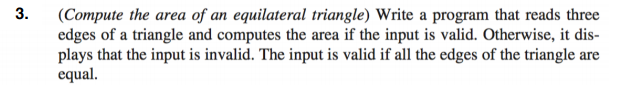 3. (Compute the area of an equilateral triangle) Write a program that reads three
edges of a triangle and computes the area if the input is valid. Otherwise, it dis-
plays that the input is invalid. The input is valid if all the edges of the triangle are
equal.